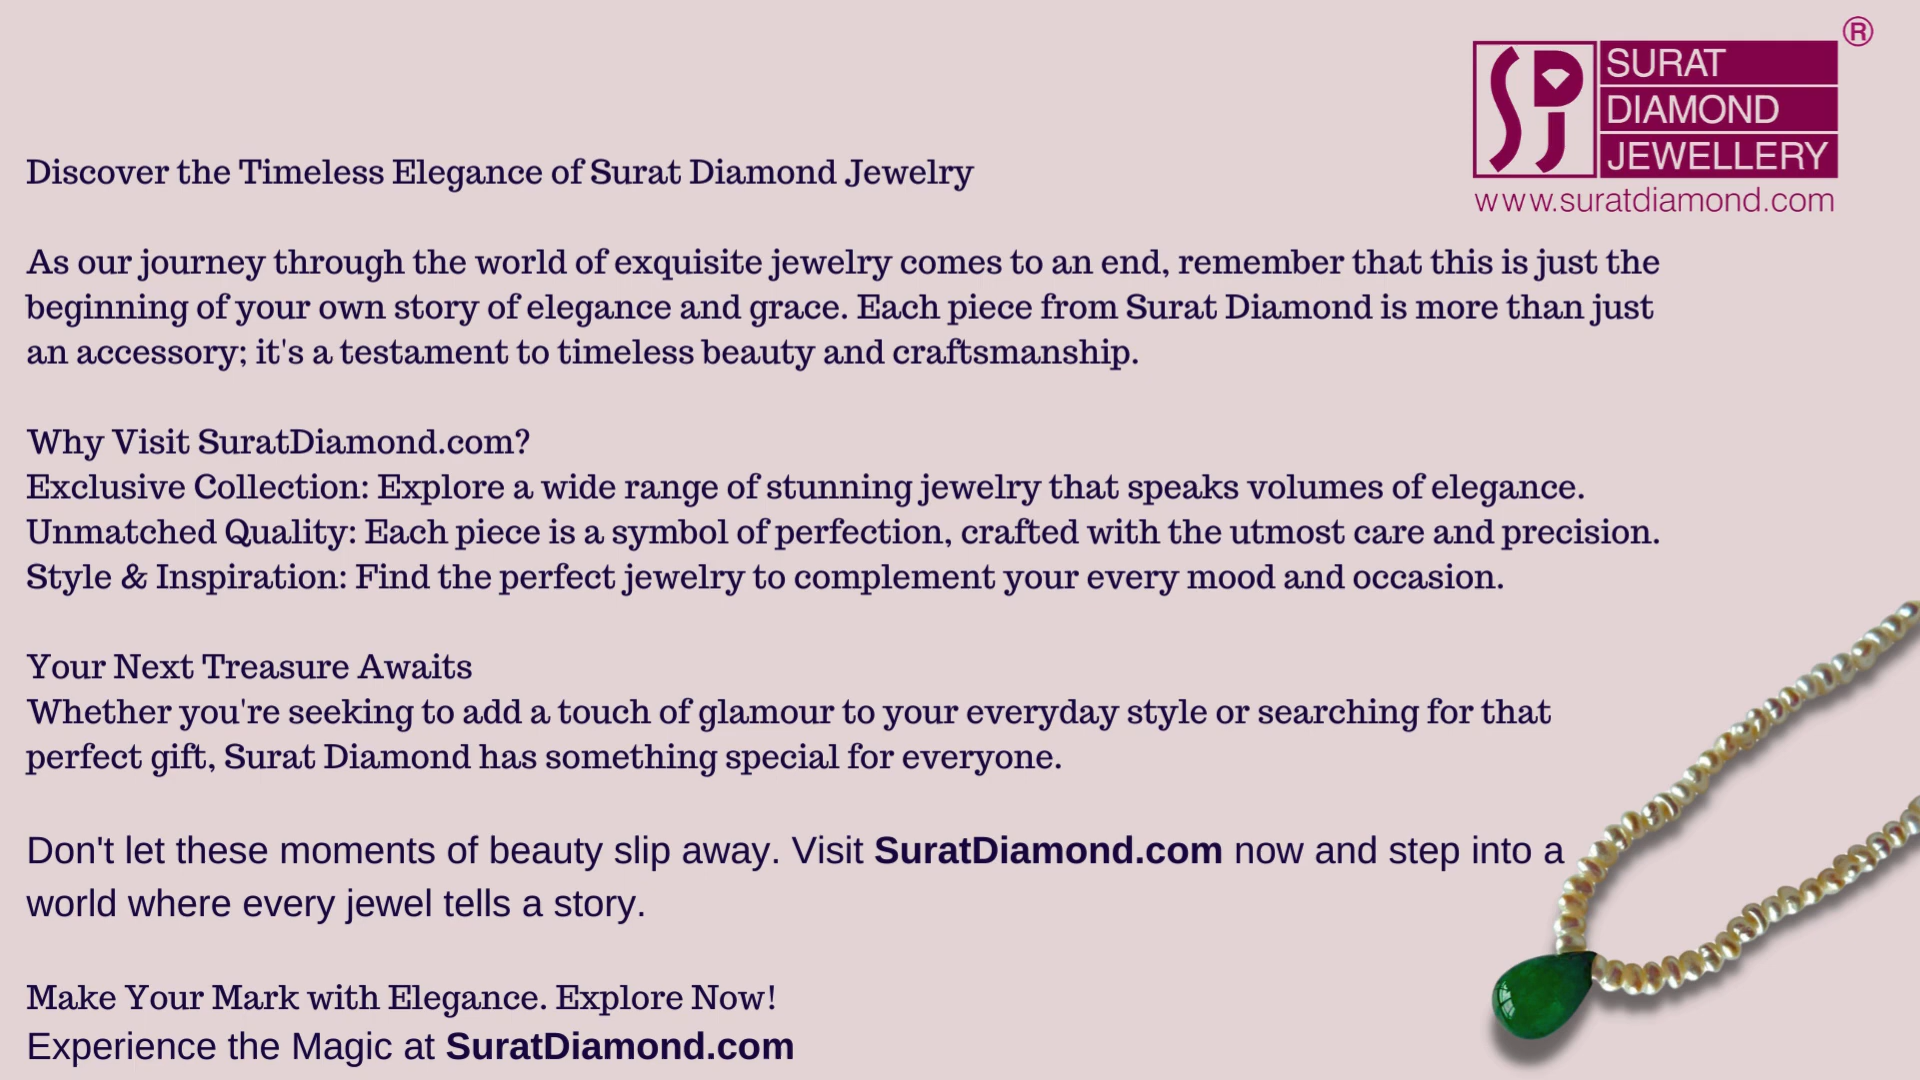 ®
SPJ
SURAT
DIAMOND
JEWELLERY
www.suratdiamond.com
Discover the Timeless Elegance of Surat Diamond Jewelry
As our journey through the world of exquisite jewelry comes to an end, remember that this is just the
beginning of your own story of elegance and grace. Each piece from Surat Diamond is more than just
an accessory; it's a testament to timeless beauty and craftsmanship.
Why Visit SuratDiamond.com?
Exclusive Collection: Explore a wide range of stunning jewelry that speaks volumes of elegance.
Unmatched Quality: Each piece is a symbol of perfection, crafted with the utmost care and precision.
Style & Inspiration: Find the perfect jewelry to complement your every mood and occasion.
Your Next Treasure Awaits
Whether you're seeking to add a touch of glamour to your everyday style or searching for that
perfect gift, Surat Diamond has something special for everyone.
Don't let these moments of beauty slip away. Visit SuratDiamond.com now and step into a
world where every jewel tells a story.
Make Your Mark with Elegance. Explore Now!
Experience the Magic at SuratDiamond.com